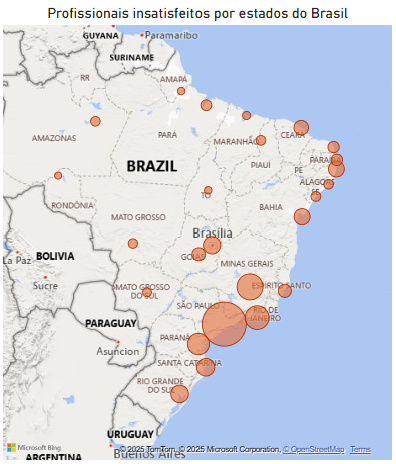 Profissionais insatisfeitos por estados do Brasil
GUYANA
Paramaribo
SURINAME
RR
AMAPÁ
AMAZONAS
PARÁ
MARANHÃO
CEARÁ
PIAUÍ
PARAÍBA
PE
ALAGOAS
SE
BRAZIL
TO
RONDÔNIA
MATO GROSSO
BAHIA
Brasília
GOIÁS
La Paz
BOLIVIA
Sucre
MINAS GERAIS
MATO GROSSO
DO SUL
ESPÍRITO SANTO
SÃO PAULO
RIO DE
JANEIRO
PARAGUAY
Asuncion
PARANÁ
SANTA CATARINA
RIO GRANDE
DO SUL
URUGUAY
Buenos Aires
ARGENTINA
Microsoft Bing
© 2025 TomTom, © 2025 Microsoft Corporation, © OpenStreetMap Terms